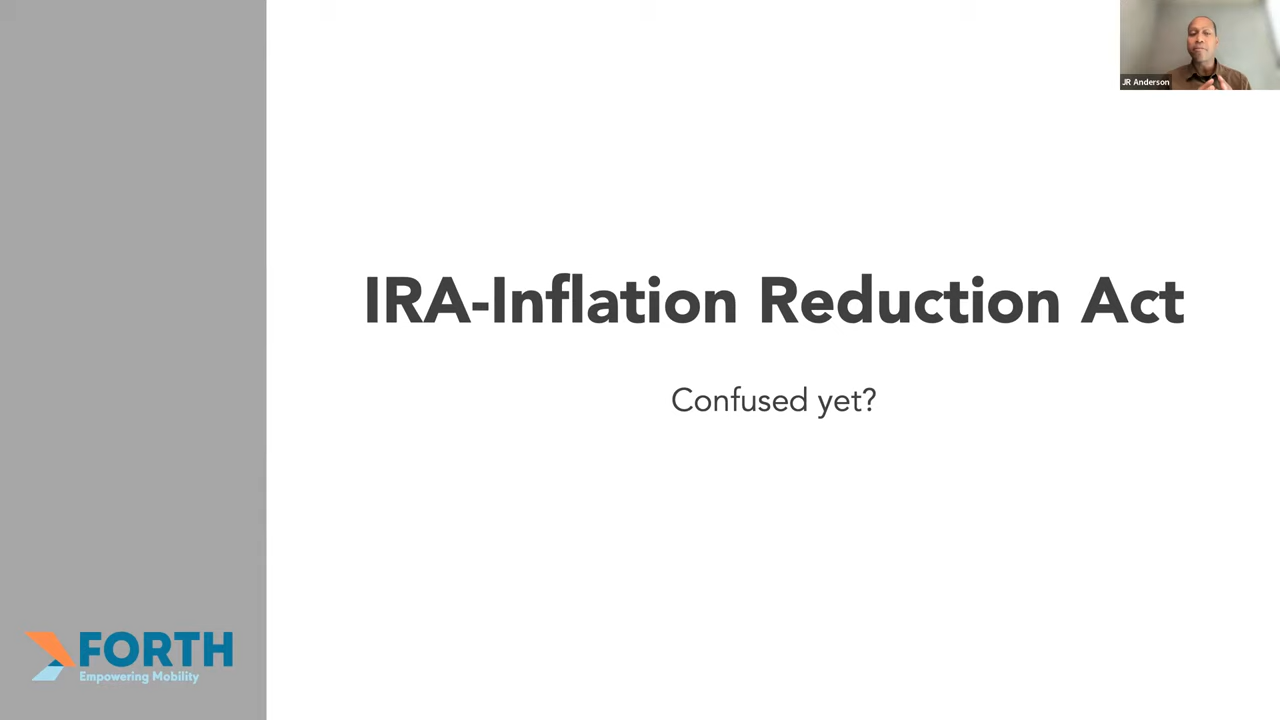 JR Anderson
IRA-Inflation Reduction Act
Confused yet?
FORTH
Empowering Mobility